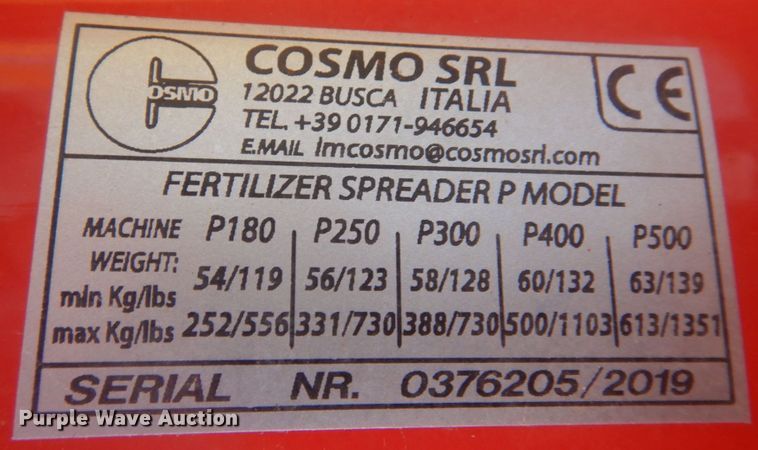 COSMO
COSMO SRL
12022 BUSCA ITALIA
TEL. +39 0171-946654
E.MAIL lmcosmo@cosmosrl.com
CE
FERTILIZER SPREADER P MODEL
MACHINE P180 P250 P300 P400 P500
WEIGHT:
min Kg/lbs 54/119 56/123 58/128 60/132 63/139
max Kg/lbs 252/556 331/730 388/730 500/1103 613/1351
SERIAL NR. 0376205/2019
Purple Wave Auction